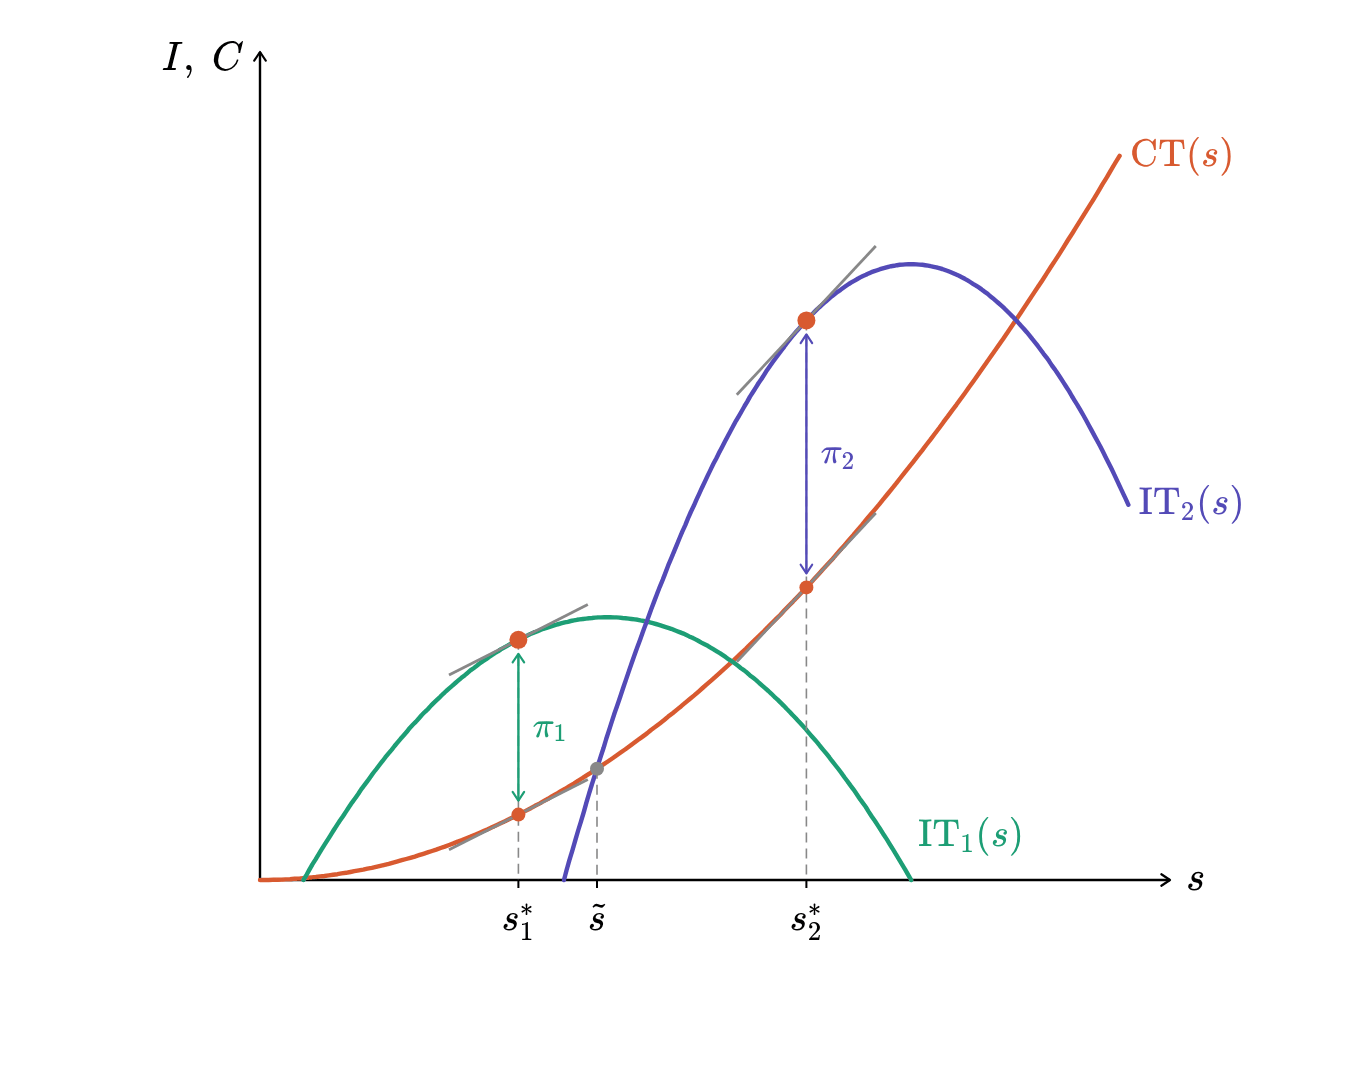 I, C
CT(s)
π₂
IT₂(s)
π₁
IT₁(s)
s
s₁* s̃ s₂*